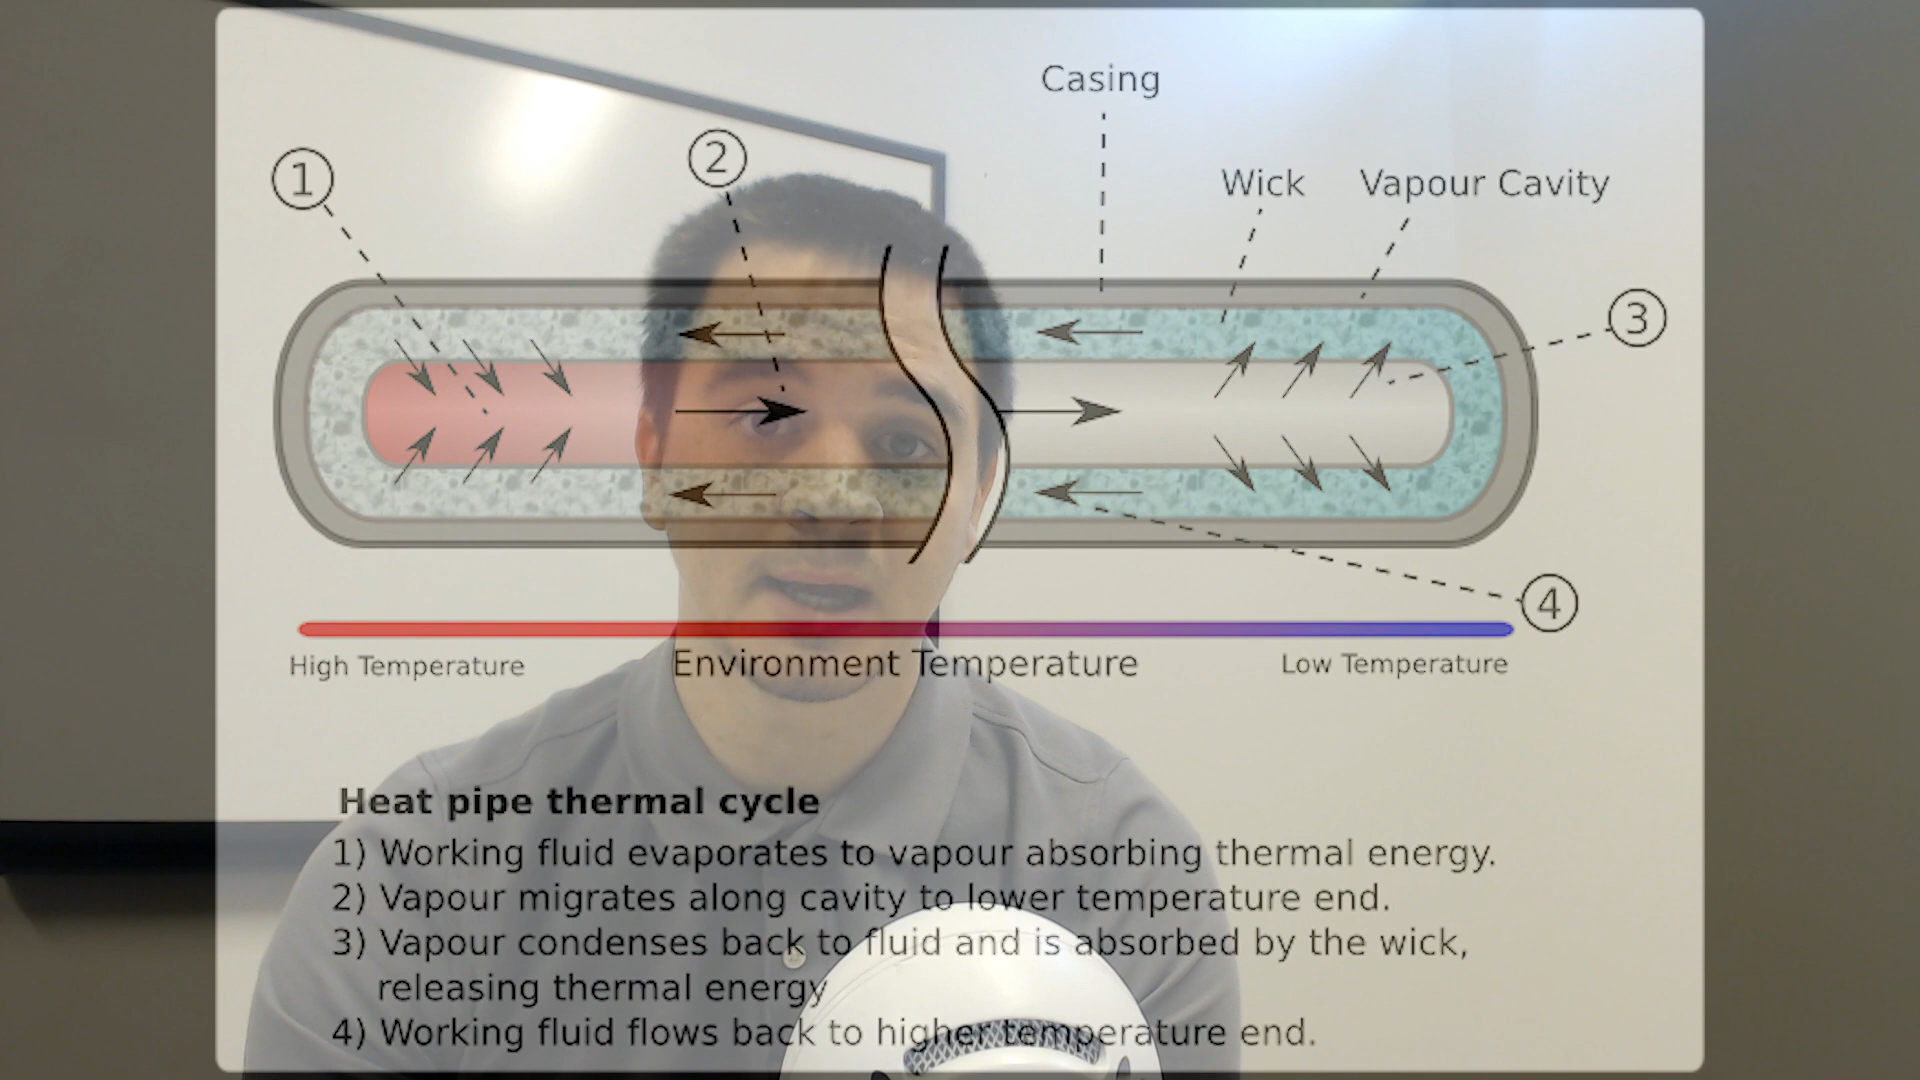 Casing
Wick
Vapour Cavity
1
2
3
4
High Temperature
Environment Temperature
Low Temperature
Heat pipe thermal cycle
1) Working fluid evaporates to vapour absorbing thermal energy.
2) Vapour migrates along cavity to lower temperature end.
3) Vapour condenses back to fluid and is absorbed by the wick,
releasing thermal energy
4) Working fluid flows back to higher temperature end.